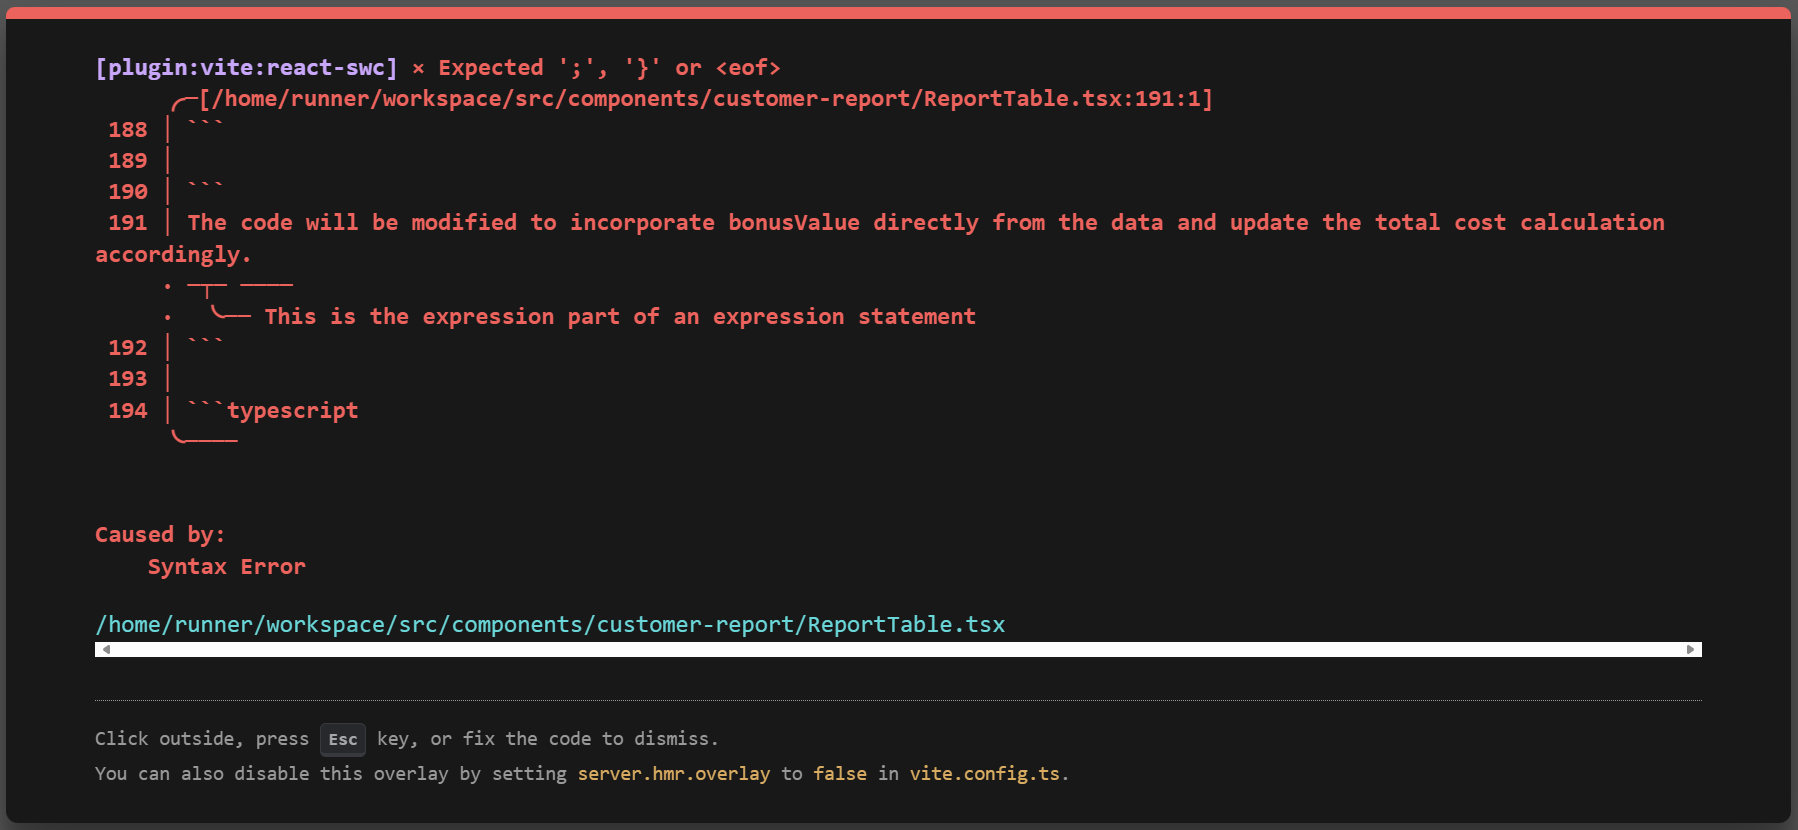 [plugin:vite:react-swc] × Expected ';', '}' or <eof>
╭─[/home/runner/workspace/src/components/customer-report/ReportTable.tsx:191:1]
188 │ ```
189 │
190 │ ```
191 │ The code will be modified to incorporate bonusValue directly from the data and update the total cost calculation
accordingly.
· ─┬─ ────
· ╰── This is the expression part of an expression statement
192 │ ```
193 │
194 │ ```typescript
╰────
Caused by:
Syntax Error
/home/runner/workspace/src/components/customer-report/ReportTable.tsx
Click outside, press Esc key, or fix the code to dismiss.
You can also disable this overlay by setting server.hmr.overlay to false in vite.config.ts.